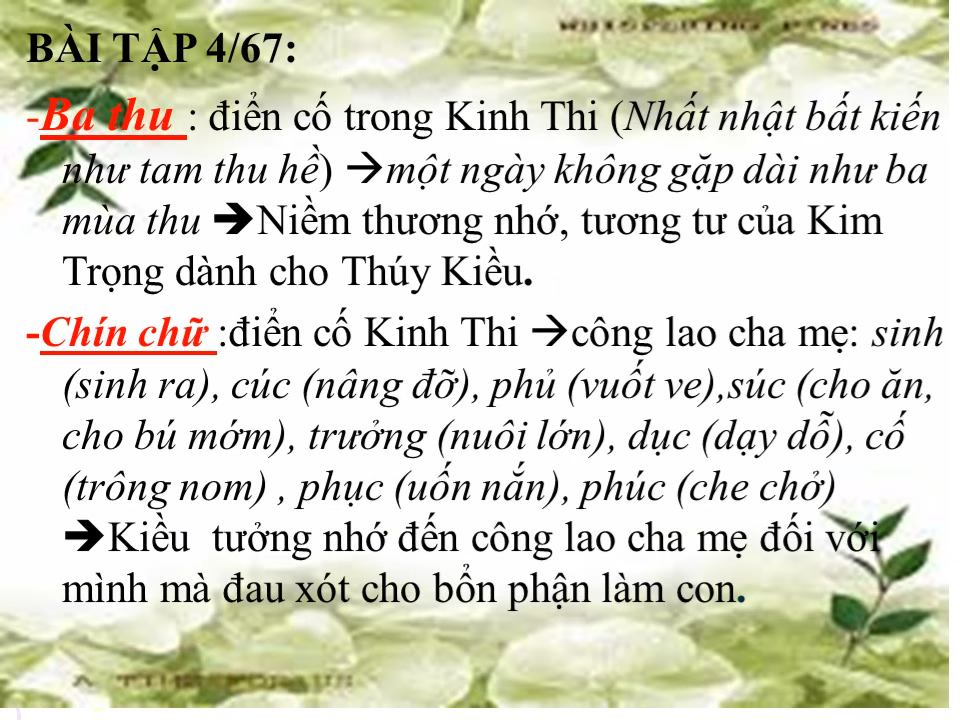 BÀI TẬP 4/67:
-Ba thu : điển cố trong Kinh Thi (Nhất nhật bất kiến
như tam thu hề) →một ngày không gặp dài như ba
mùa thu ➔Niềm thương nhớ, tương tư của Kim
Trọng dành cho Thúy Kiều.
-Chín chữ :điển cố Kinh Thi →công lao cha mẹ: sinh
(sinh ra), cúc (nâng đỡ), phủ (vuốt ve),súc (cho ăn,
cho bú mớm), trưởng (nuôi lớn), dục (dạy dỗ), cố
(trông nom) , phục (uốn nắn), phúc (che chở)
➔Kiều tưởng nhớ đến công lao cha mẹ đối với
mình mà đau xót cho bổn phận làm con.